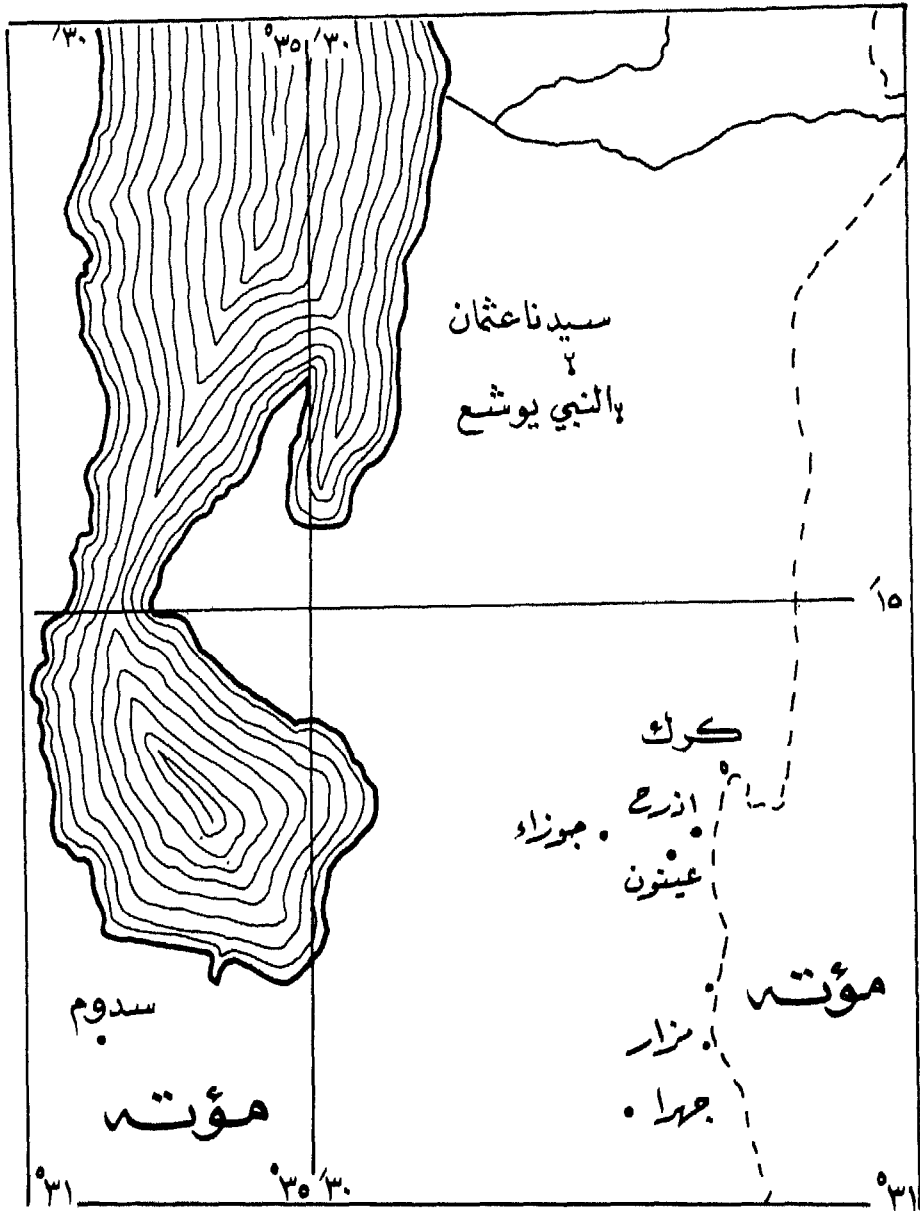 ٣٠/
٣٥° ٣٠/
سيدنا عثمان
النبي يوشع
١٥/
كرك
اذرح
جوزاء
عينون
مؤته
سدوم
مزار
جهرا
مؤته
٣١°
٣٥° ٣٠/
٣١°